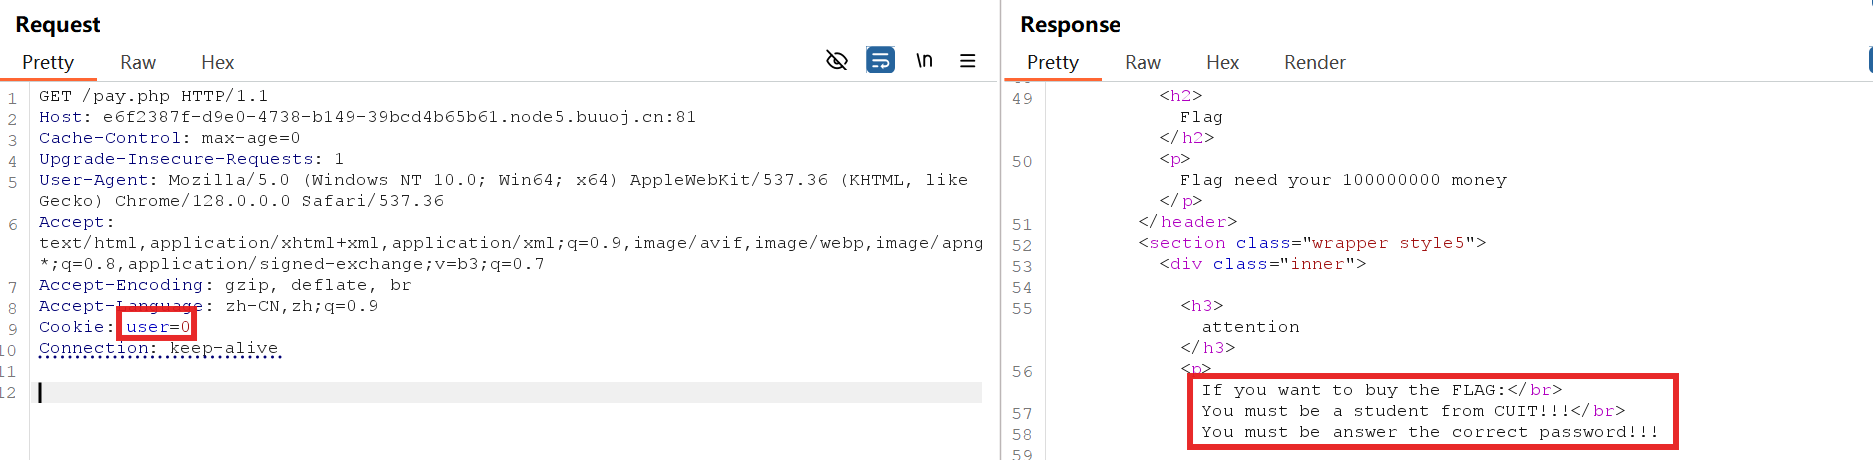 Request
Pretty Raw Hex
\n
1 GET /pay.php HTTP/1.1
2 Host: e6f2387f-d9e0-4738-b149-39bcd4b65b61.node5.buuoj.cn:81
3 Cache-Control: max-age=0
4 Upgrade-Insecure-Requests: 1
5 User-Agent: Mozilla/5.0 (Windows NT 10.0; Win64; x64) AppleWebKit/537.36 (KHTML, like
Gecko) Chrome/128.0.0.0 Safari/537.36
6 Accept:
text/html,application/xhtml+xml,application/xml;q=0.9,image/avif,image/webp,image/apng
*;q=0.8,application/signed-exchange;v=b3;q=0.7
7 Accept-Encoding: gzip, deflate, br
8 Accept-Language: zh-CN,zh;q=0.9
9 Cookie: user=0
10 Connection: keep-alive
11
12
Response
Pretty Raw Hex Render
49 <h2>
Flag
</h2>
50 <p>
Flag need your 100000000 money
</p>
51 </header>
52 <section class="wrapper style5">
53 <div class="inner">
54
55 <h3>
attention
</h3>
56 <p>
If you want to buy the FLAG:</br>
57 You must be a student from CUIT!!!</br>
58 You must be answer the correct password!!!
59